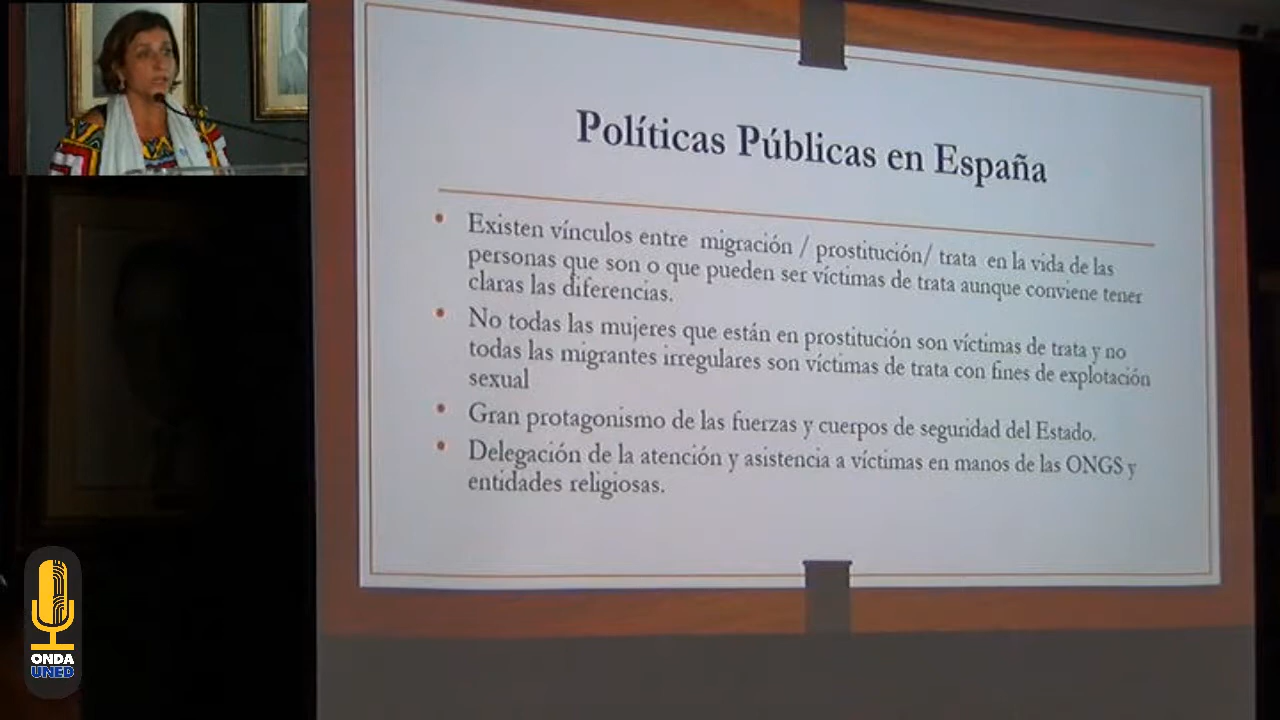 Políticas Públicas en España
Existen vínculos entre migración / prostitución/ trata en la vida de las
personas que son o que pueden ser víctimas de trata aunque conviene tener
claras las diferencias.
No todas las mujeres que están en prostitución son víctimas de trata y no
todas las migrantes irregulares son víctimas de trata con fines de explotación
sexual
Gran protagonismo de las fuerzas y cuerpos de seguridad del Estado.
Delegación de la atención y asistencia a víctimas en manos de las ONGS y
entidades religiosas.
ONDA
UNED